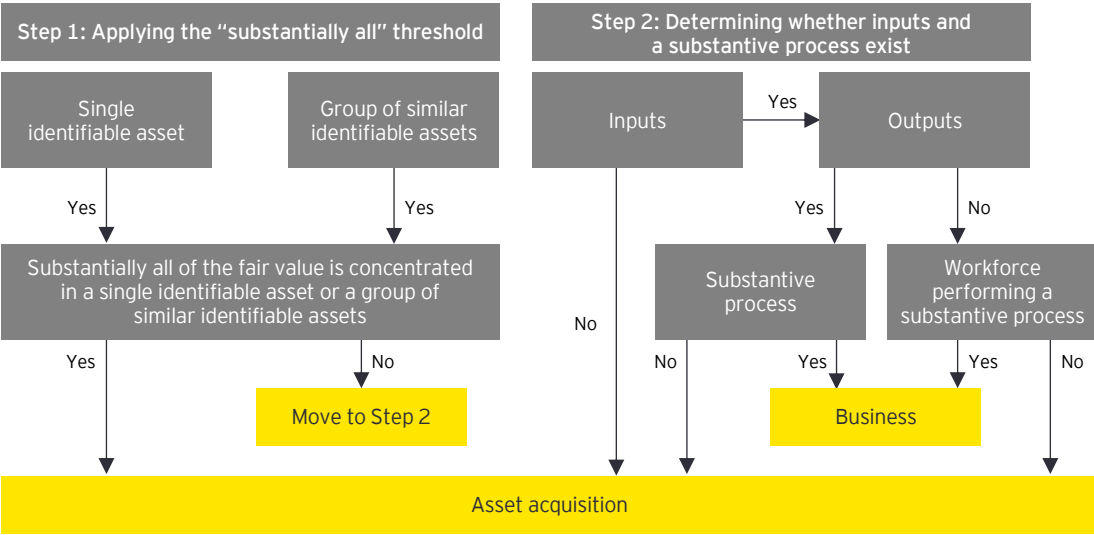 Step 1: Applying the “substantially all” threshold
Step 2: Determining whether inputs and
a substantive process exist
Single
identifiable asset
Group of similar
identifiable assets
Inputs
Yes
Outputs
Yes
Yes
Yes
No
Substantially all of the fair value is concentrated
in a single identifiable asset or a group of
similar identifiable assets
Substantive
process
Workforce
performing a
substantive process
No
Yes
No
No
Yes
Yes
No
Move to Step 2
Business
Asset acquisition